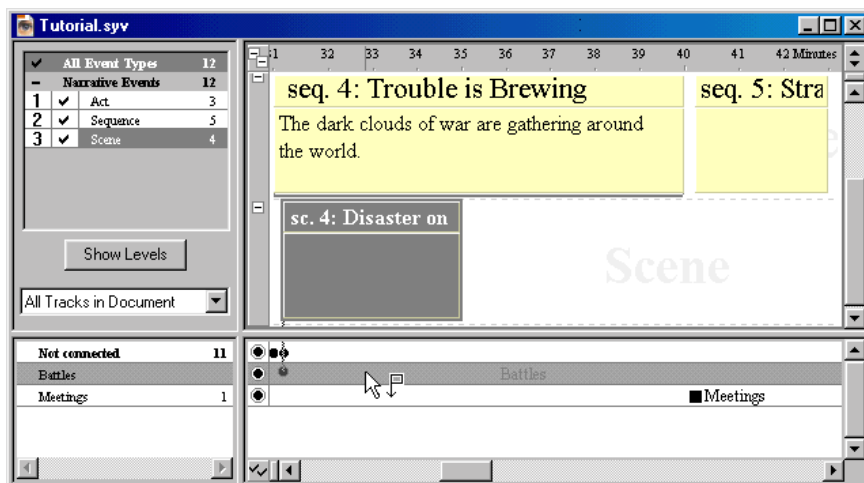 Tutorial.syv
All Event Types 12
Narrative Events 12
1 Act 3
2 Sequence 5
3 Scene 4
Show Levels
All Tracks in Document
31 32 33 34 35 36 37 38 39 40 41 42 Minutes
seq. 4: Trouble is Brewing
The dark clouds of war are gathering around
the world.
seq. 5: Stra
sc. 4: Disaster on
Scene
Not connected 11
Battles
Meetings 1
Battles
Meetings